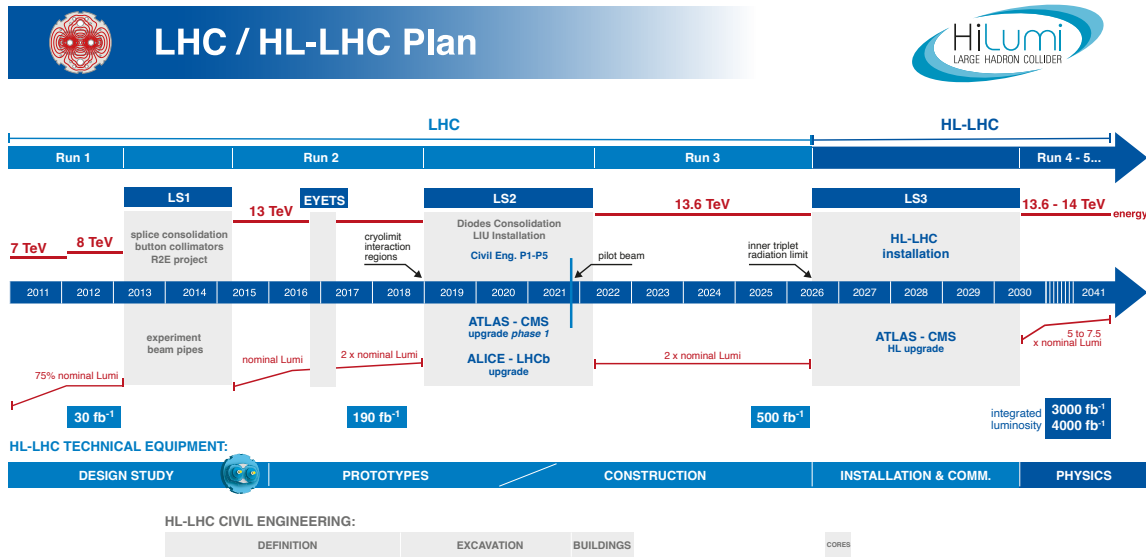 LHC / HL-LHC Plan
HiLumi
LARGE HADRON COLLIDER
LHC
HL-LHC
Run 1
Run 2
Run 3
Run 4 - 5...
LS1
EYETS
LS2
LS3
13 TeV
13.6 TeV
13.6 - 14 TeV
energy
7 TeV
8 TeV
splice consolidation
button collimators
R2E project
Diodes Consolidation
LIU Installation
Civil Eng. P1-P5
cryolimit
interaction
regions
pilot beam
inner triplet
radiation limit
HL-LHC
installation
2011 2012 2013 2014 2015 2016 2017 2018 2019 2020 2021 2022 2023 2024 2025 2026 2027 2028 2029 2030 2041
experiment
beam pipes
ATLAS - CMS
upgrade phase 1
ALICE - LHCb
upgrade
ATLAS - CMS
HL upgrade
75% nominal Lumi
nominal Lumi
2 x nominal Lumi
2 x nominal Lumi
5 to 7.5
x nominal Lumi
30 fb⁻¹
190 fb⁻¹
500 fb⁻¹
integrated
luminosity
3000 fb⁻¹
4000 fb⁻¹
HL-LHC TECHNICAL EQUIPMENT:
DESIGN STUDY
PROTOTYPES
CONSTRUCTION
INSTALLATION & COMM.
PHYSICS
HL-LHC CIVIL ENGINEERING:
DEFINITION
EXCAVATION
BUILDINGS
CORES